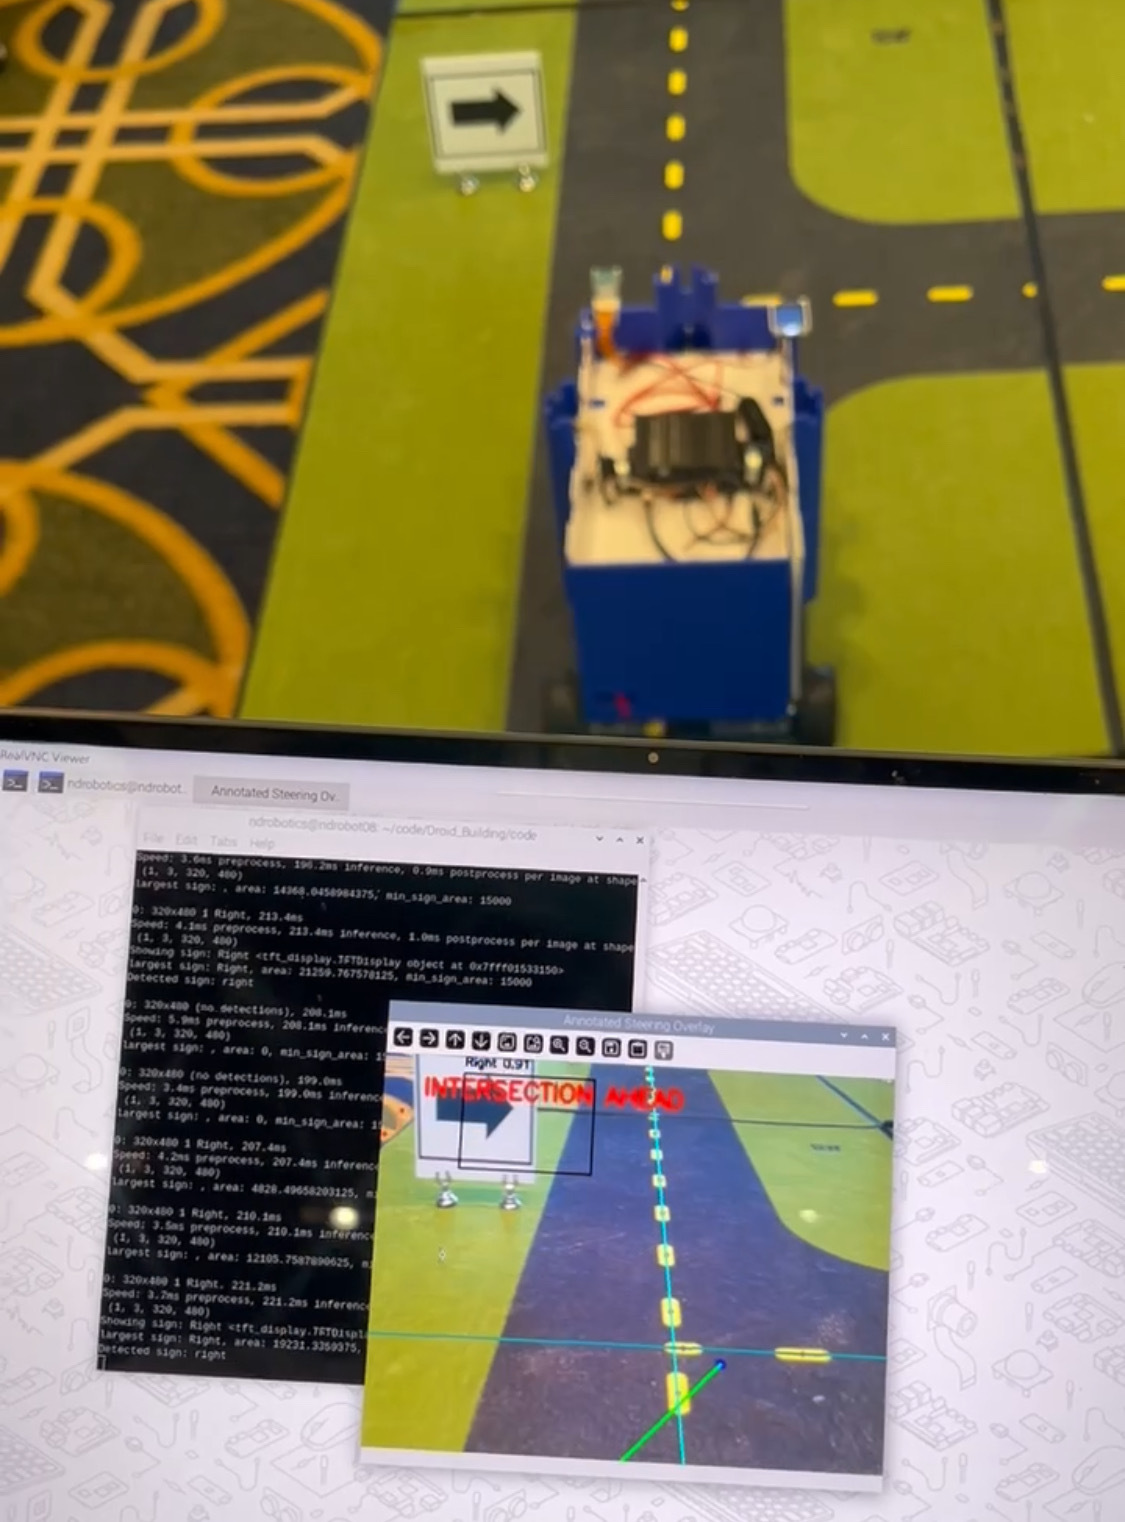 RealVNC Viewer
ndrobotics@ndrobot..
Annotated Steering Ov..
ndrobotics@ndrobot08: ~/code/Droid_Building/code
File Edit Tabs Help
Speed: 3.6ms preprocess, 196.2ms inference, 0.9ms postprocess per image at shape
(1, 3, 320, 480)
largest sign: , area: 14368.0458984375, min_sign_area: 15000
0: 320x480 1 Right, 213.4ms
Speed: 4.1ms preprocess, 213.4ms inference, 1.0ms postprocess per image at shape
(1, 3, 320, 480)
Showing sign: Right <tft_display.TFTDisplay object at 0x7fff01533150>
largest sign: Right, area: 21259.767578125, min_sign_area: 15000
Detected sign: right
0: 320x480 (no detections), 208.1ms
Speed: 5.9ms preprocess, 208.1ms inference
(1, 3, 320, 480)
largest sign: , area: 0, min_sign_area: 1
0: 320x480 (no detections), 199.0ms
Speed: 3.4ms preprocess, 199.0ms inference
(1, 3, 320, 480)
largest sign: , area: 0, min_sign_area: 1
0: 320x480 1 Right, 207.4ms
Speed: 4.2ms preprocess, 207.4ms inference
(1, 3, 320, 480)
largest sign: , area: 4828.49658203125, m
0: 320x480 1 Right, 210.1ms
Speed: 3.5ms preprocess, 210.1ms inference
(1, 3, 320, 480)
largest sign: , area: 12105.7587890625, m
0: 320x480 1 Right, 221.2ms
Speed: 3.7ms preprocess, 221.2ms inference
(1, 3, 320, 480)
Showing sign: Right <tft_display.TFTDispl
largest sign: Right, area: 19231.3359375,
Detected sign: right
Annotated Steering Overlay
Right 0.91
INTERSECTION AHEAD